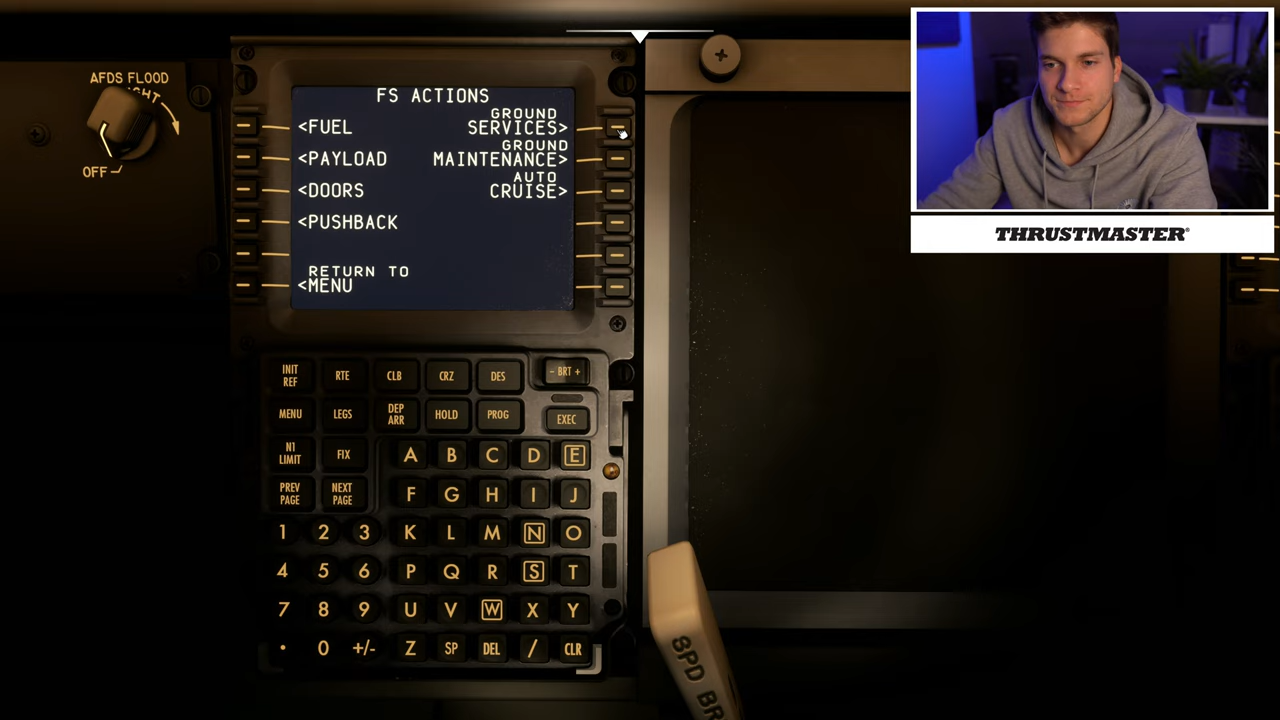 AFDS FLOOD
GHT
OFF
FS ACTIONS
<FUEL
GROUND
SERVICES>
<PAYLOAD
GROUND
MAINTENANCE>
<DOORS
AUTO
CRUISE>
<PUSHBACK
RETURN TO
<MENU
INIT
REF
RTE
CLB
CRZ
DES
- BRT +
MENU
LEGS
DEP
ARR
HOLD
PROG
EXEC
N1
LIMIT
FIX
A B C D E
PREV
PAGE
NEXT
PAGE
F G H I J
1 2 3 K L M N O
4 5 6 P Q R S T
7 8 9 U V W X Y
. 0 +/- Z SP DEL / CLR
SPD BR
THRUSTMASTER®